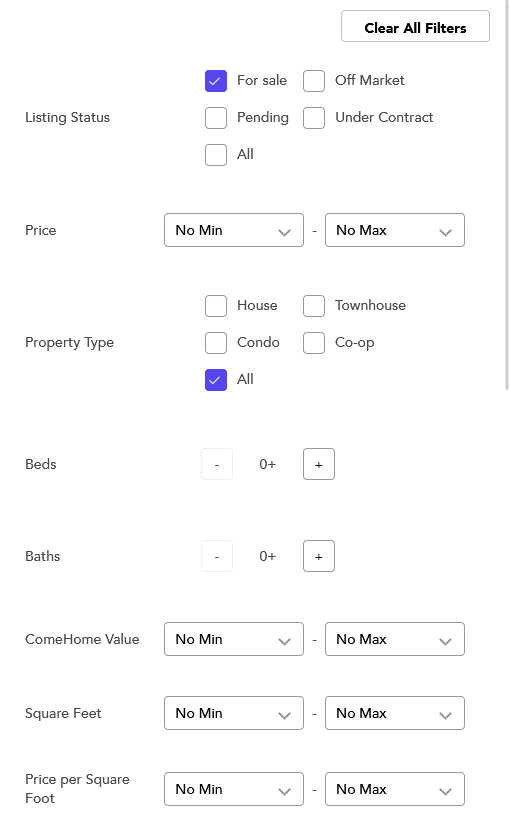 Clear All Filters
For sale Off Market
Listing Status Pending Under Contract
All
Price No Min - No Max
House Townhouse
Property Type Condo Co-op
All
Beds - 0+ +
Baths - 0+ +
ComeHome Value No Min - No Max
Square Feet No Min - No Max
Price per Square
Foot No Min - No Max